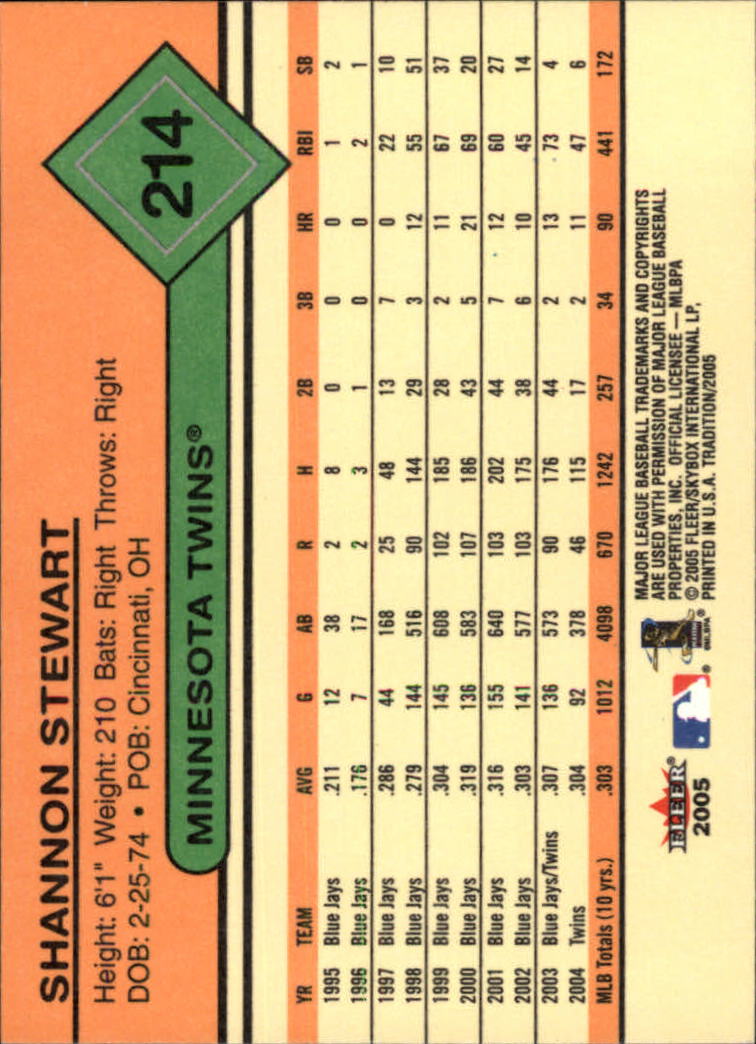 SHANNON STEWART
Height: 6'1" Weight: 210 Bats: Right Throws: Right
DOB: 2-25-74 • POB: Cincinnati, OH
214
MINNESOTA TWINS®
YR TEAM AVG G AB R H 2B 3B HR RBI SB
1995 Blue Jays .211 12 38 2 8 0 0 0 1 2
1996 Blue Jays .176 7 17 2 3 1 0 0 2 1
1997 Blue Jays .286 44 168 25 48 13 7 0 22 10
1998 Blue Jays .279 144 516 90 144 29 3 12 55 51
1999 Blue Jays .304 145 608 102 185 28 2 11 67 37
2000 Blue Jays .319 136 583 107 186 43 5 21 69 20
2001 Blue Jays .316 155 640 103 202 44 7 12 60 27
2002 Blue Jays .303 141 577 103 175 38 6 10 45 14
2003 Blue Jays/Twins .307 136 573 90 176 44 2 13 73 4
2004 Twins .304 92 378 46 115 17 2 11 47 6
MLB Totals (10 yrs.) .303 1012 4098 670 1242 257 34 90 441 172
FLEER®
2005
®
®
©MLBPA
MAJOR LEAGUE BASEBALL TRADEMARKS AND COPYRIGHTS
ARE USED WITH PERMISSION OF MAJOR LEAGUE BASEBALL
PROPERTIES, INC. OFFICIAL LICENSEE — MLBPA
© 2005 FLEER/SKYBOX INTERNATIONAL LP,
PRINTED IN U.S.A. TRADITION/2005